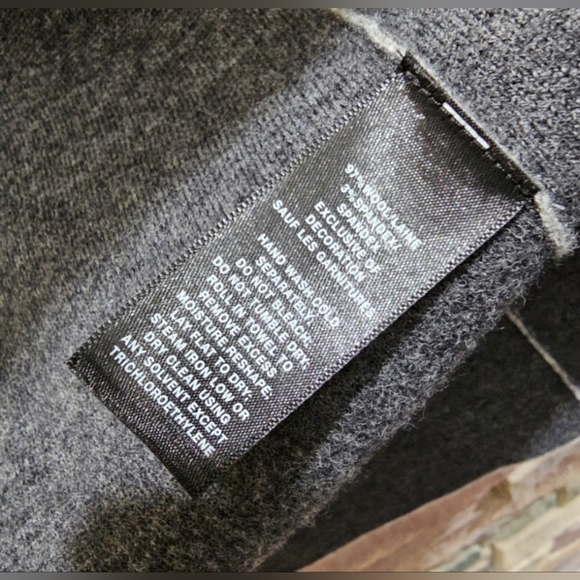 97% WOOL/LAINE
3% SPANDEX/
SPANDEX
EXCLUSIVE OF
DECORATION
SAUF LES GARNITURES
HAND WASH COLD
SEPARATELY.
DO NOT BLEACH.
DO NOT TUMBLE DRY.
ROLL IN TOWEL TO
REMOVE EXCESS
MOISTURE RESHAPE,
LAY FLAT TO DRY.
STEAM IRON LOW OR
DRY CLEAN USING
ANY SOLVENT EXCEPT
TRICHLOROETHYLENE